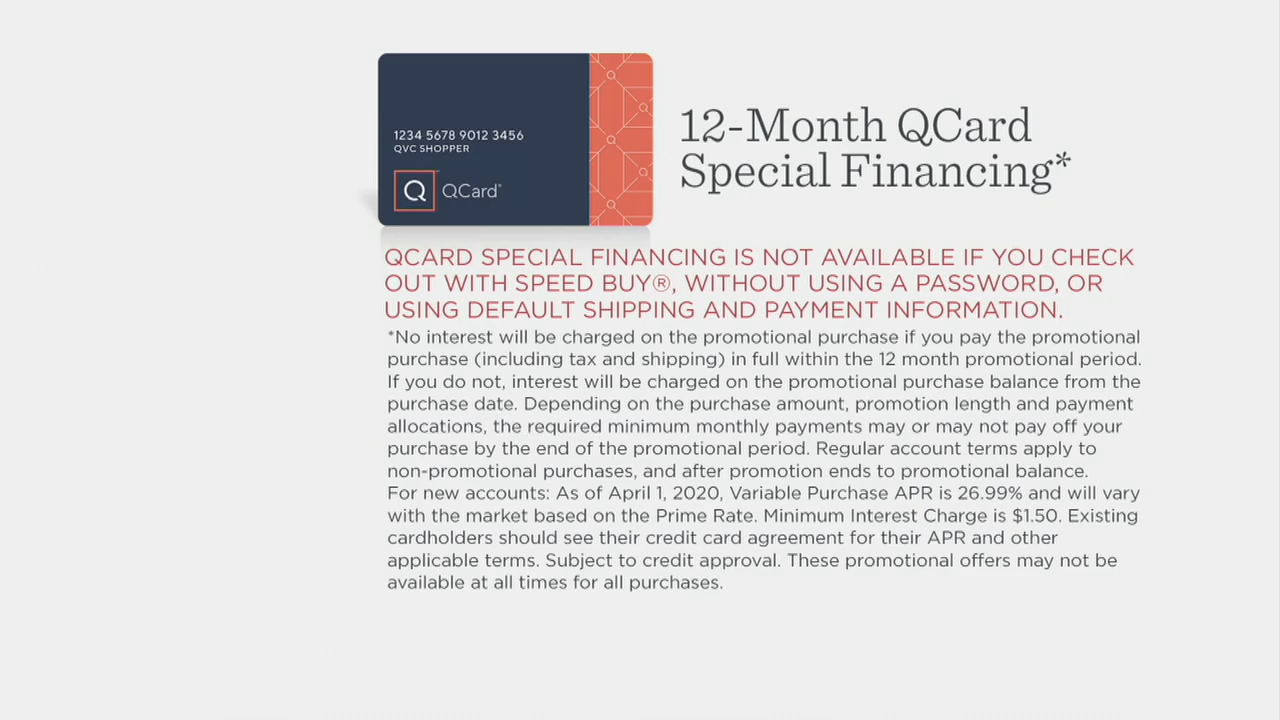 1234 5678 9012 3456
QVC SHOPPER
Q QCard®
12-Month QCard
Special Financing*
QCARD SPECIAL FINANCING IS NOT AVAILABLE IF YOU CHECK
OUT WITH SPEED BUY®, WITHOUT USING A PASSWORD, OR
USING DEFAULT SHIPPING AND PAYMENT INFORMATION.
*No interest will be charged on the promotional purchase if you pay the promotional
purchase (including tax and shipping) in full within the 12 month promotional period.
If you do not, interest will be charged on the promotional purchase balance from the
purchase date. Depending on the purchase amount, promotion length and payment
allocations, the required minimum monthly payments may or may not pay off your
purchase by the end of the promotional period. Regular account terms apply to
non-promotional purchases, and after promotion ends to promotional balance.
For new accounts: As of April 1, 2020, Variable Purchase APR is 26.99% and will vary
with the market based on the Prime Rate. Minimum Interest Charge is $1.50. Existing
cardholders should see their credit card agreement for their APR and other
applicable terms. Subject to credit approval. These promotional offers may not be
available at all times for all purchases.